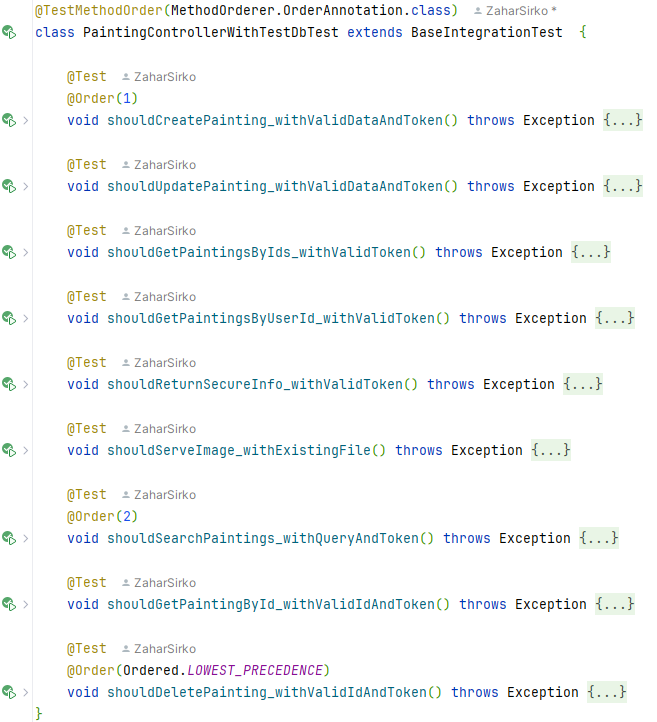 @TestMethodOrder(MethodOrderer.OrderAnnotation.class) ZaharSirko *
class PaintingControllerWithTestDbTest extends BaseIntegrationTest {
@Test ZaharSirko
@Order(1)
void shouldCreatePainting_withValidDataAndToken() throws Exception {...}
@Test ZaharSirko
void shouldUpdatePainting_withValidDataAndToken() throws Exception {...}
@Test ZaharSirko
void shouldGetPaintingsByIds_withValidToken() throws Exception {...}
@Test ZaharSirko
void shouldGetPaintingsByUserId_withValidToken() throws Exception {...}
@Test ZaharSirko
void shouldReturnSecureInfo_withValidToken() throws Exception {...}
@Test ZaharSirko
void shouldServeImage_withExistingFile() throws Exception {...}
@Test ZaharSirko
@Order(2)
void shouldSearchPaintings_withQueryAndToken() throws Exception {...}
@Test ZaharSirko
void shouldGetPaintingById_withValidIdAndToken() throws Exception {...}
@Test ZaharSirko
@Order(Ordered.LOWEST_PRECEDENCE)
void shouldDeletePainting_withValidIdAndToken() throws Exception {...}
}